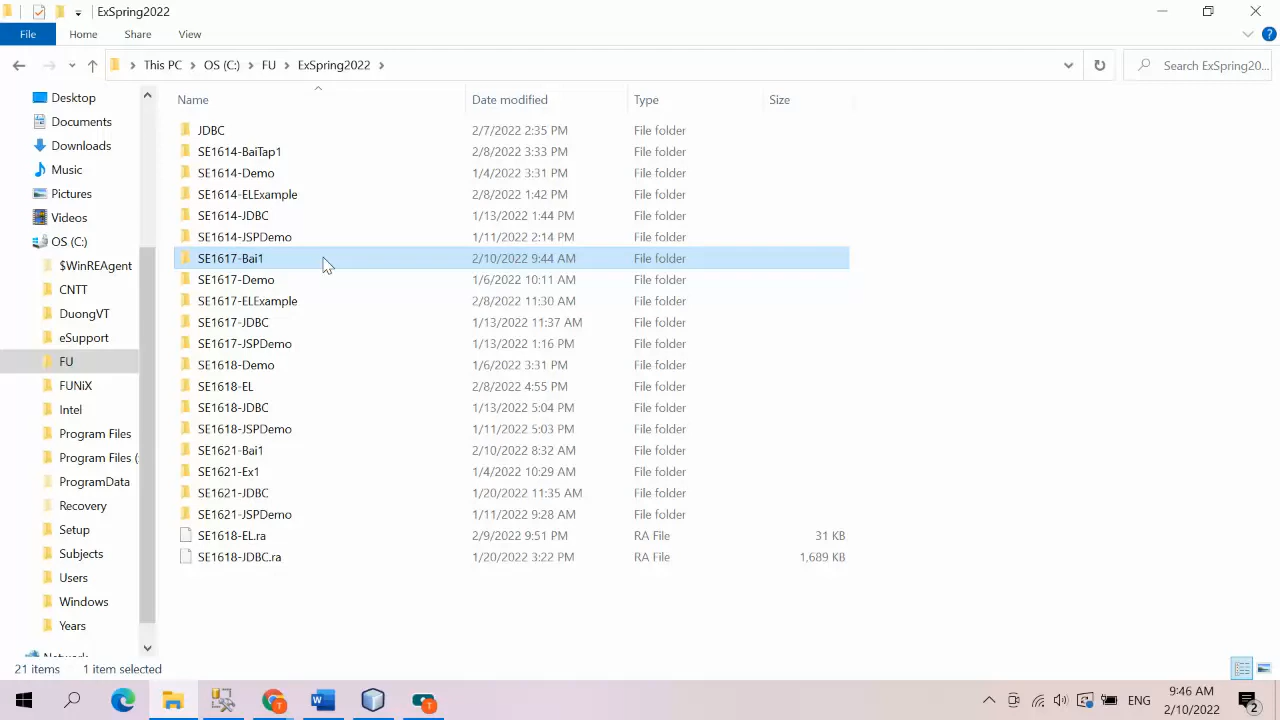 ExSpring2022
File Home Share View
This PC OS (C:) FU ExSpring2022
Search ExSpring20...
Name Date modified Type Size
JDBC 2/7/2022 2:35 PM File folder
SE1614-BaiTap1 2/8/2022 3:33 PM File folder
SE1614-Demo 1/4/2022 3:31 PM File folder
SE1614-ELExample 2/8/2022 1:42 PM File folder
SE1614-JDBC 1/13/2022 1:44 PM File folder
SE1614-JSPDemo 1/11/2022 2:14 PM File folder
SE1617-Bai1 2/10/2022 9:44 AM File folder
SE1617-Demo 1/6/2022 10:11 AM File folder
SE1617-ELExample 2/8/2022 11:30 AM File folder
SE1617-JDBC 1/13/2022 11:37 AM File folder
SE1617-JSPDemo 1/13/2022 1:16 PM File folder
SE1618-Demo 1/6/2022 3:31 PM File folder
SE1618-EL 2/8/2022 4:55 PM File folder
SE1618-JDBC 1/13/2022 5:04 PM File folder
SE1618-JSPDemo 1/11/2022 5:03 PM File folder
SE1621-Bai1 2/10/2022 8:32 AM File folder
SE1621-Ex1 1/4/2022 10:29 AM File folder
SE1621-JDBC 1/20/2022 11:35 AM File folder
SE1621-JSPDemo 1/11/2022 9:28 AM File folder
SE1618-EL.ra 2/9/2022 9:51 PM RA File 31 KB
SE1618-JDBC.ra 1/20/2022 3:22 PM RA File 1,689 KB
Desktop
Documents
Downloads
Music
Pictures
Videos
OS (C:)
$WinREAgent
CNTT
DuongVT
eSupport
FU
FUNiX
Intel
Program Files
Program Files (
ProgramData
Recovery
Setup
Subjects
Users
Windows
Years
21 items 1 item selected
ENG
9:46 AM
2/10/2022
2